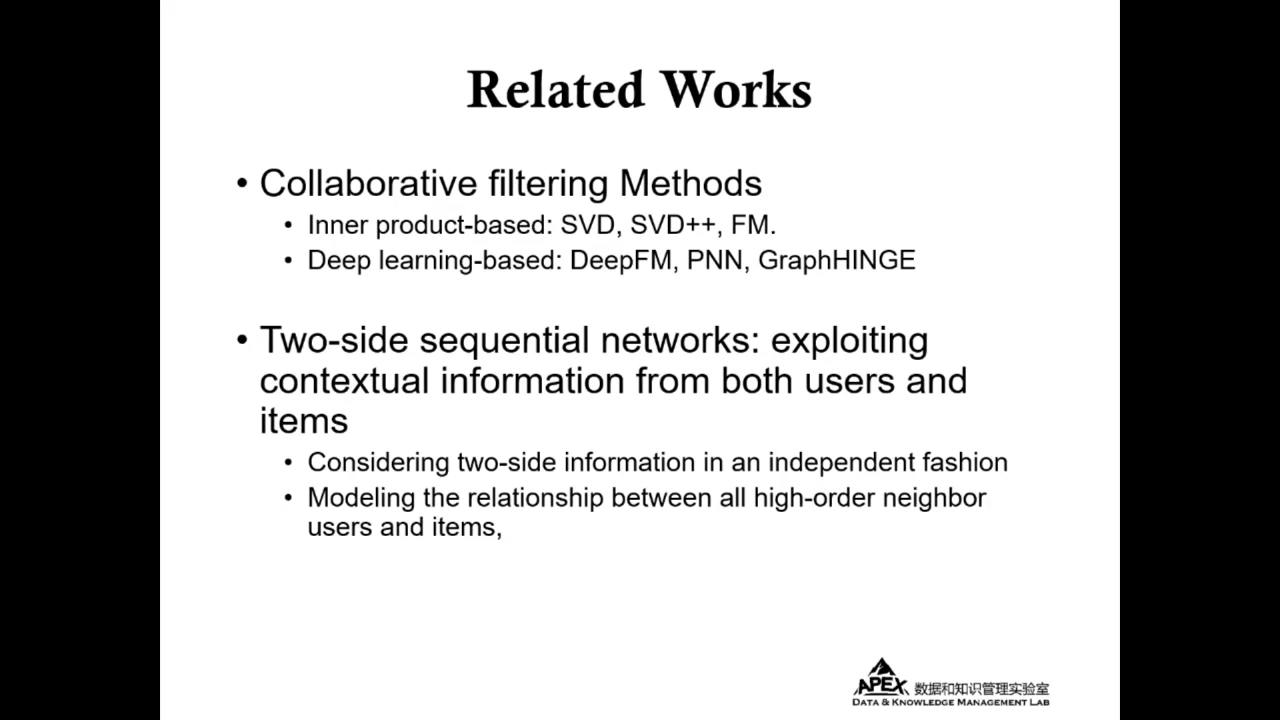 Related Works
• Collaborative filtering Methods
• Inner product-based: SVD, SVD++, FM.
• Deep learning-based: DeepFM, PNN, GraphHINGE
• Two-side sequential networks: exploiting
contextual information from both users and
items
• Considering two-side information in an independent fashion
• Modeling the relationship between all high-order neighbor
users and items,
APEX 数据和知识管理实验室
DATA & KNOWLEDGE MANAGEMENT LAB